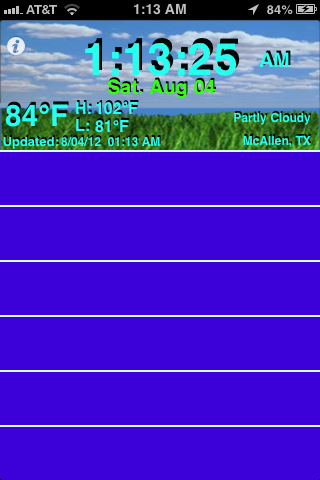 AT&T 1:13 AM 84%
1:13:25 AM
Sat. Aug 04
84°F H: 102°F
L: 81°F
Partly Cloudy
Updated: 8/04/12 01:13 AM McAllen, TX